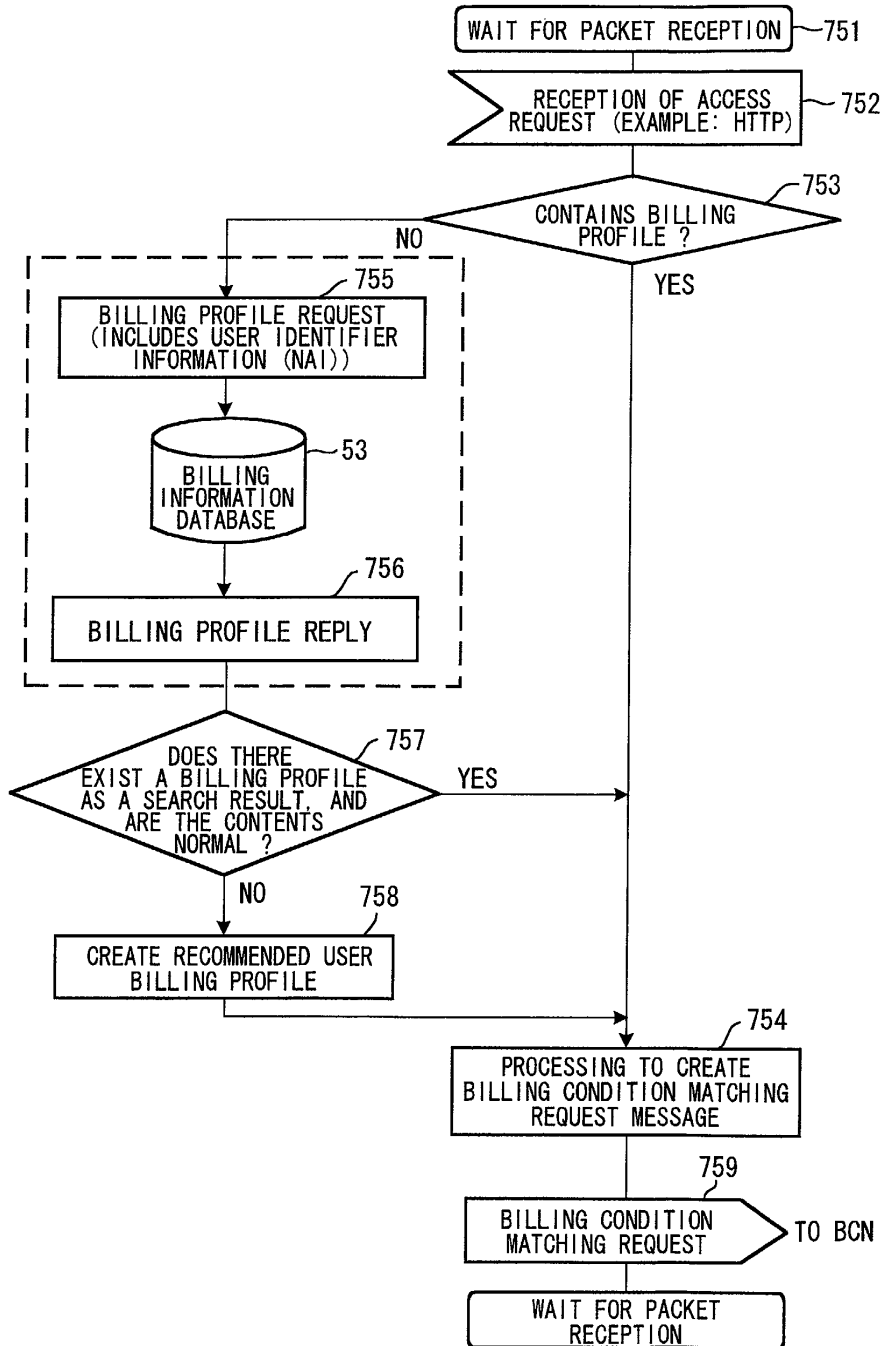 WAIT FOR PACKET RECEPTION
751
RECEPTION OF ACCESS
REQUEST (EXAMPLE: HTTP)
752
753
CONTAINS BILLING
PROFILE ?
NO
YES
755
BILLING PROFILE REQUEST
(INCLUDES USER IDENTIFIER
INFORMATION (NAI))
53
BILLING
INFORMATION
DATABASE
756
BILLING PROFILE REPLY
757
DOES THERE
EXIST A BILLING PROFILE
AS A SEARCH RESULT, AND
ARE THE CONTENTS
NORMAL ?
YES
NO
758
CREATE RECOMMENDED USER
BILLING PROFILE
754
PROCESSING TO CREATE
BILLING CONDITION MATCHING
REQUEST MESSAGE
759
BILLING CONDITION
MATCHING REQUEST
TO BCN
WAIT FOR PACKET
RECEPTION